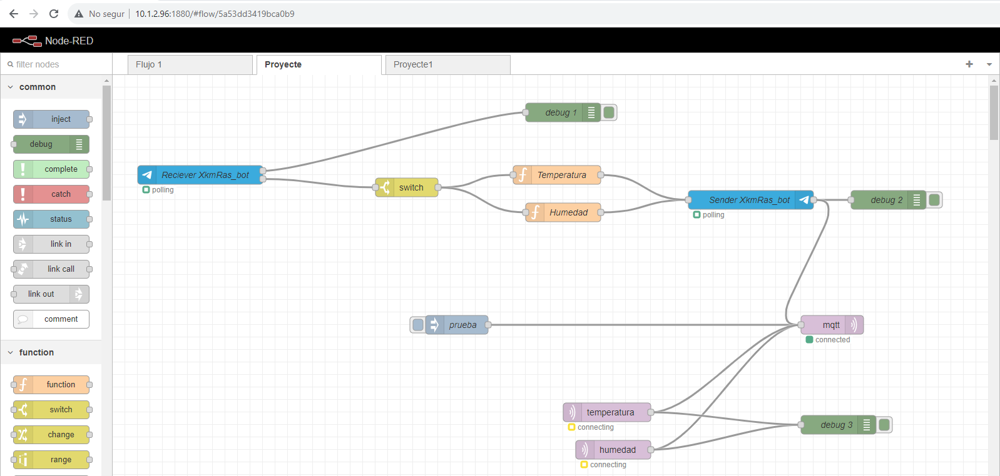 No segur
10.1.2.96:1880/#flow/5a53dd3419bca0b9
Node-RED
filter nodes
Flujo 1
Proyecte
Proyecte1
common
inject
debug
complete
catch
status
link in
link call
link out
comment
function
function
switch
change
range
debug 1
Reciever XkmRas_bot
polling
switch
Temperatura
Humedad
Sender XkmRas_bot
polling
debug 2
prueba
mqtt
connected
temperatura
connecting
humedad
connecting
debug 3